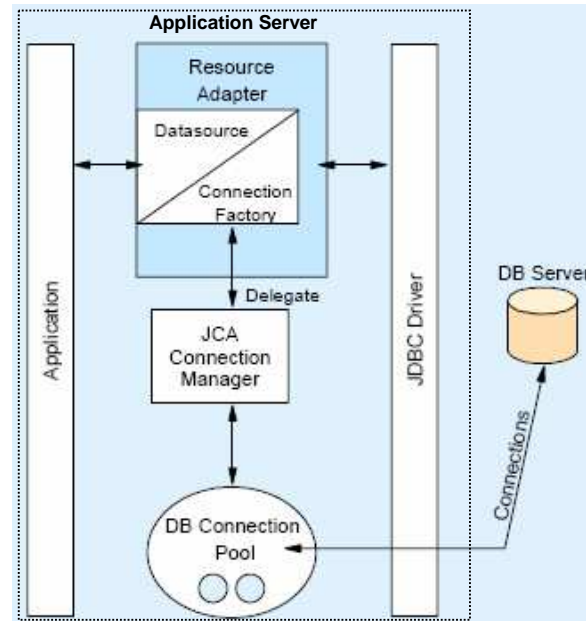 Application Server
Resource
Adapter
Datasource
Connection
Factory
Delegate
Application
JCA
Connection
Manager
JDBC Driver
DB Server
Connections
DB Connection
Pool